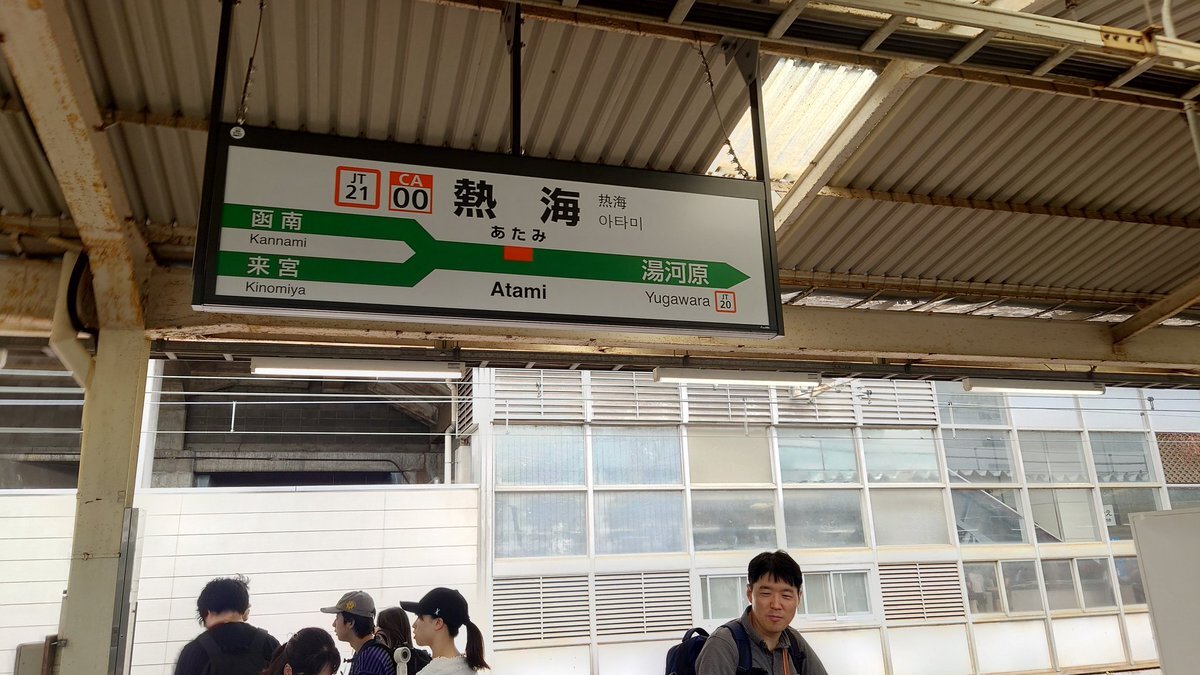 JT
21
CA
00
熱海
热海
아타미
あたみ
函南
Kannami
来宮
Kinomiya
Atami
湯河原
Yugawara
JT
20